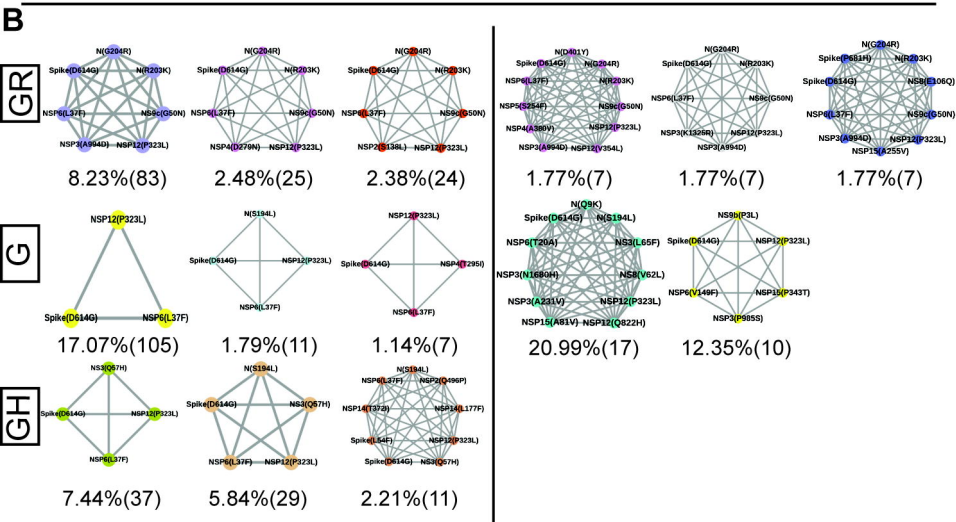 B
GR
N(G204R)
Spike(D614G)
N(R203K)
NSP6(L37F)
NS9c(G50N)
NSP3(A994D)
NSP12(P323L)
8.23%(83)
N(G204R)
Spike(D614G)
N(R203K)
NSP6(L37F)
NS9c(G50N)
NSP4(D279N)
NSP12(P323L)
2.48%(25)
N(G204R)
Spike(D614G)
N(R203K)
NSP6(L37F)
NS9c(G50N)
NSP2(S138L)
NSP12(P323L)
2.38%(24)
N(D401Y)
Spike(D614G)
N(G204R)
NSP6(L37F)
N(R203K)
NSP5(S254F)
NS9c(G50N)
NSP4(A380V)
NSP12(P323L)
NSP3(A994D)
NSP12(V354L)
1.77%(7)
N(G204R)
Spike(D614G)
N(R203K)
NSP6(L37F)
NS9c(G50N)
NSP3(K1325R)
NSP12(P323L)
NSP3(A994D)
1.77%(7)
N(G204R)
Spike(P681H)
N(R203K)
Spike(D614G)
NS8(E106Q)
NSP6(L37F)
NS9c(G50N)
NSP3(A994D)
NSP12(P323L)
NSP15(A255V)
1.77%(7)
G
NSP12(P323L)
Spike(D614G)
NSP6(L37F)
17.07%(105)
N(S194L)
Spike(D614G)
NSP12(P323L)
NSP6(L37F)
1.79%(11)
NSP12(P323L)
Spike(D614G)
NSP4(T295I)
NSP6(L37F)
1.14%(7)
N(Q9K)
Spike(D614G)
N(S194L)
NSP6(T20A)
NS3(L65F)
NSP3(N1680H)
NS8(V62L)
NSP3(A231V)
NSP12(P323L)
NSP15(A81V)
NSP12(Q822H)
20.99%(17)
NS9b(P3L)
Spike(D614G)
NSP12(P323L)
NSP6(V149F)
NSP15(P343T)
NSP3(P985S)
12.35%(10)
GH
NS3(Q57H)
Spike(D614G)
NSP12(P323L)
NSP6(L37F)
7.44%(37)
N(S194L)
Spike(D614G)
NS3(Q57H)
NSP6(L37F)
NSP12(P323L)
5.84%(29)
N(S194L)
NSP6(L37F)
NSP2(Q496P)
NSP14(T372I)
NSP14(L177F)
Spike(L54F)
NSP12(P323L)
Spike(D614G)
NS3(Q57H)
2.21%(11)